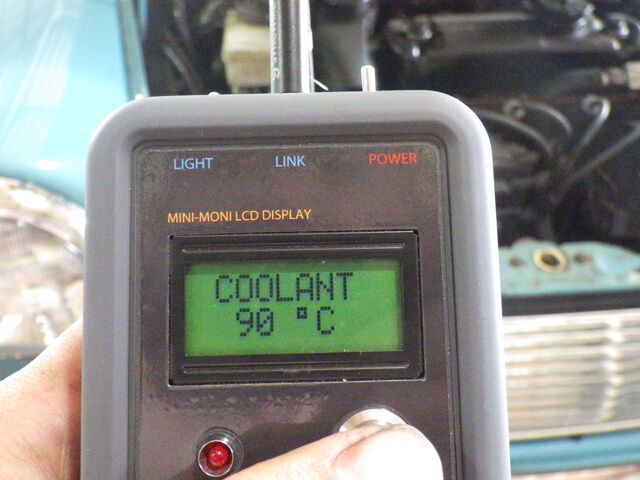 LIGHT LINK POWER
MINI-MONI LCD DISPLAY
COOLANT
90 °C